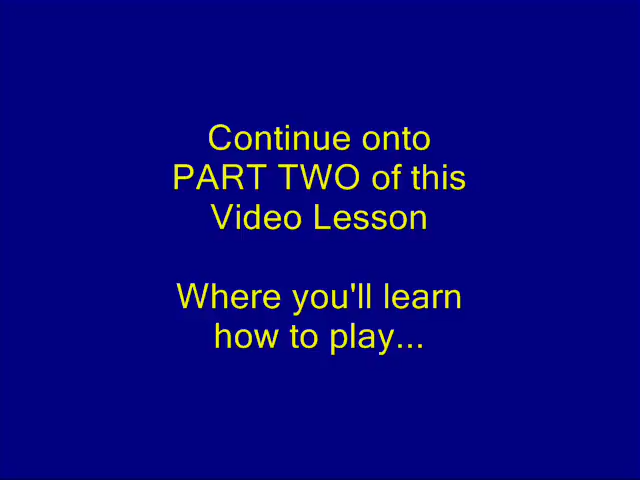 Continue onto
PART TWO of this
Video Lesson
Where you'll learn
how to play...